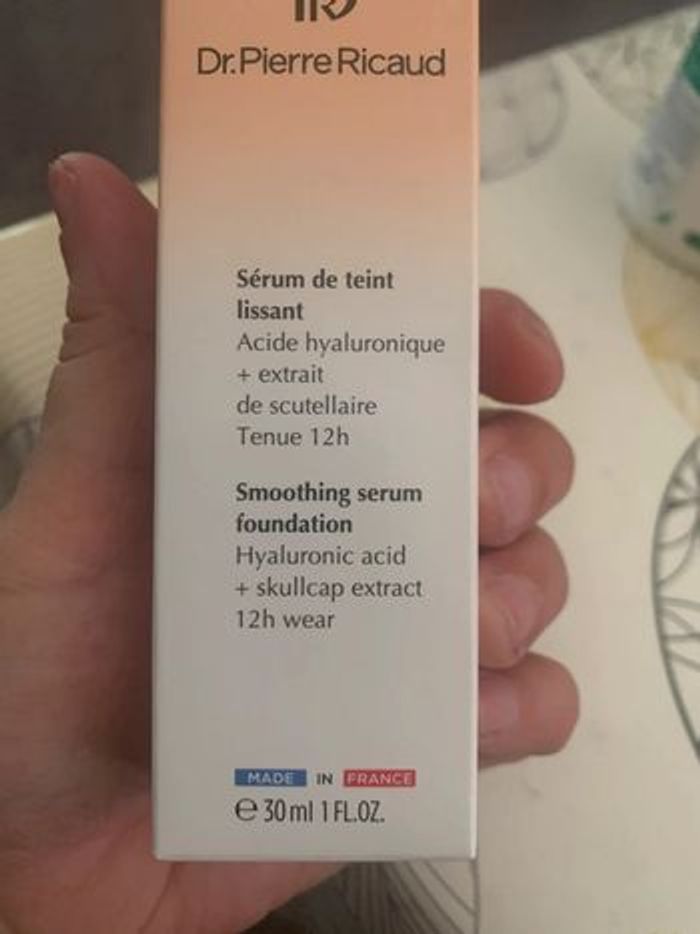 Dr.Pierre Ricaud
Sérum de teint
lissant
Acide hyaluronique
+ extrait
de scutellaire
Tenue 12h
Smoothing serum
foundation
Hyaluronic acid
+ skullcap extract
12h wear
MADE IN FRANCE
℮ 30 ml 1 FL.OZ.